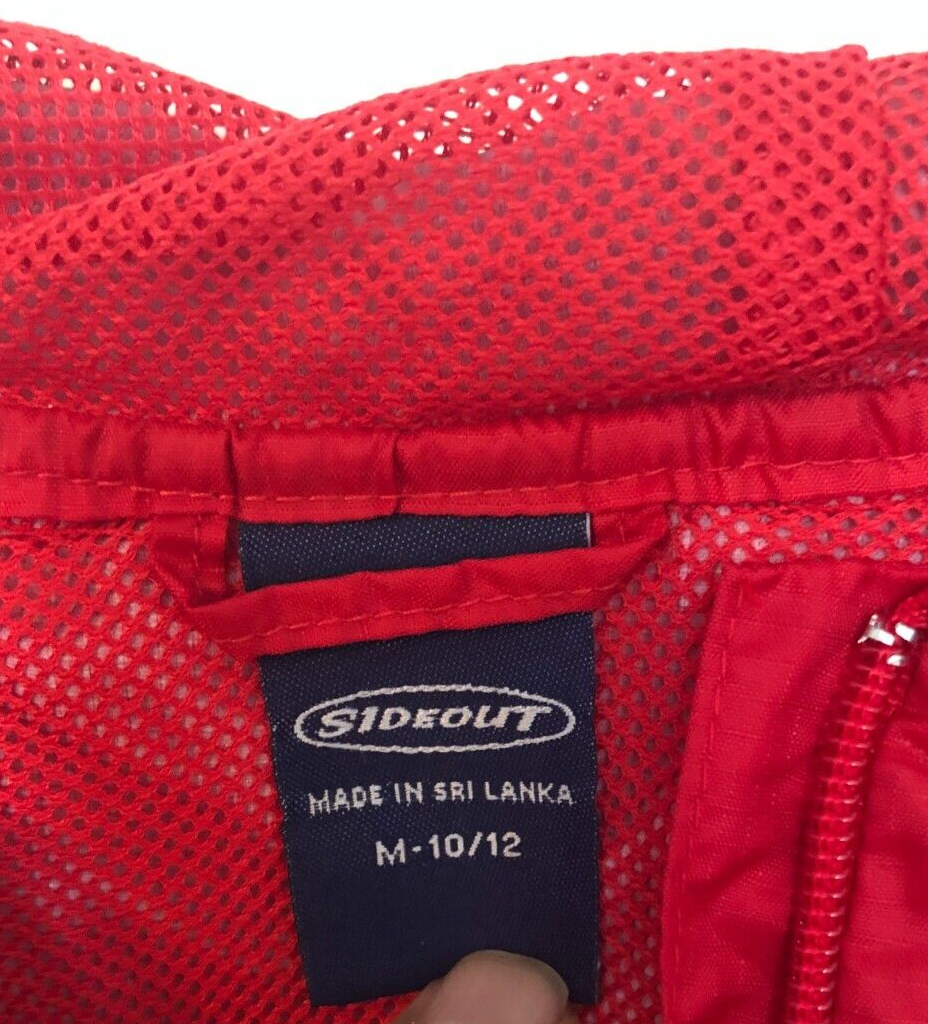 SIDEOUT
MADE IN SRI LANKA
M-10/12